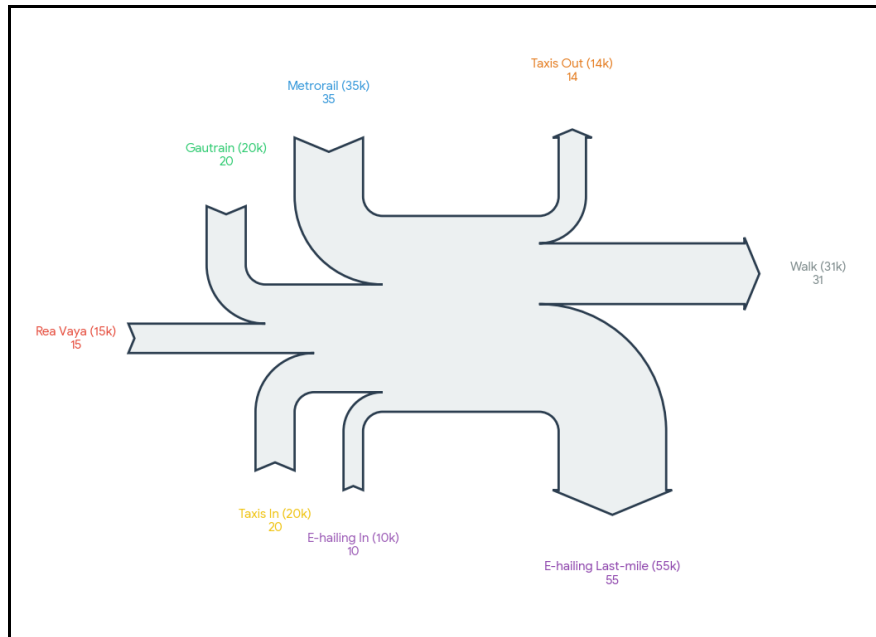 Taxis Out (14k)
14
Metrorail (35k)
35
Gautrain (20k)
20
Walk (31k)
31
Rea Vaya (15k)
15
Taxis In (20k)
20
E-hailing In (10k)
10
E-hailing Last-mile (55k)
55